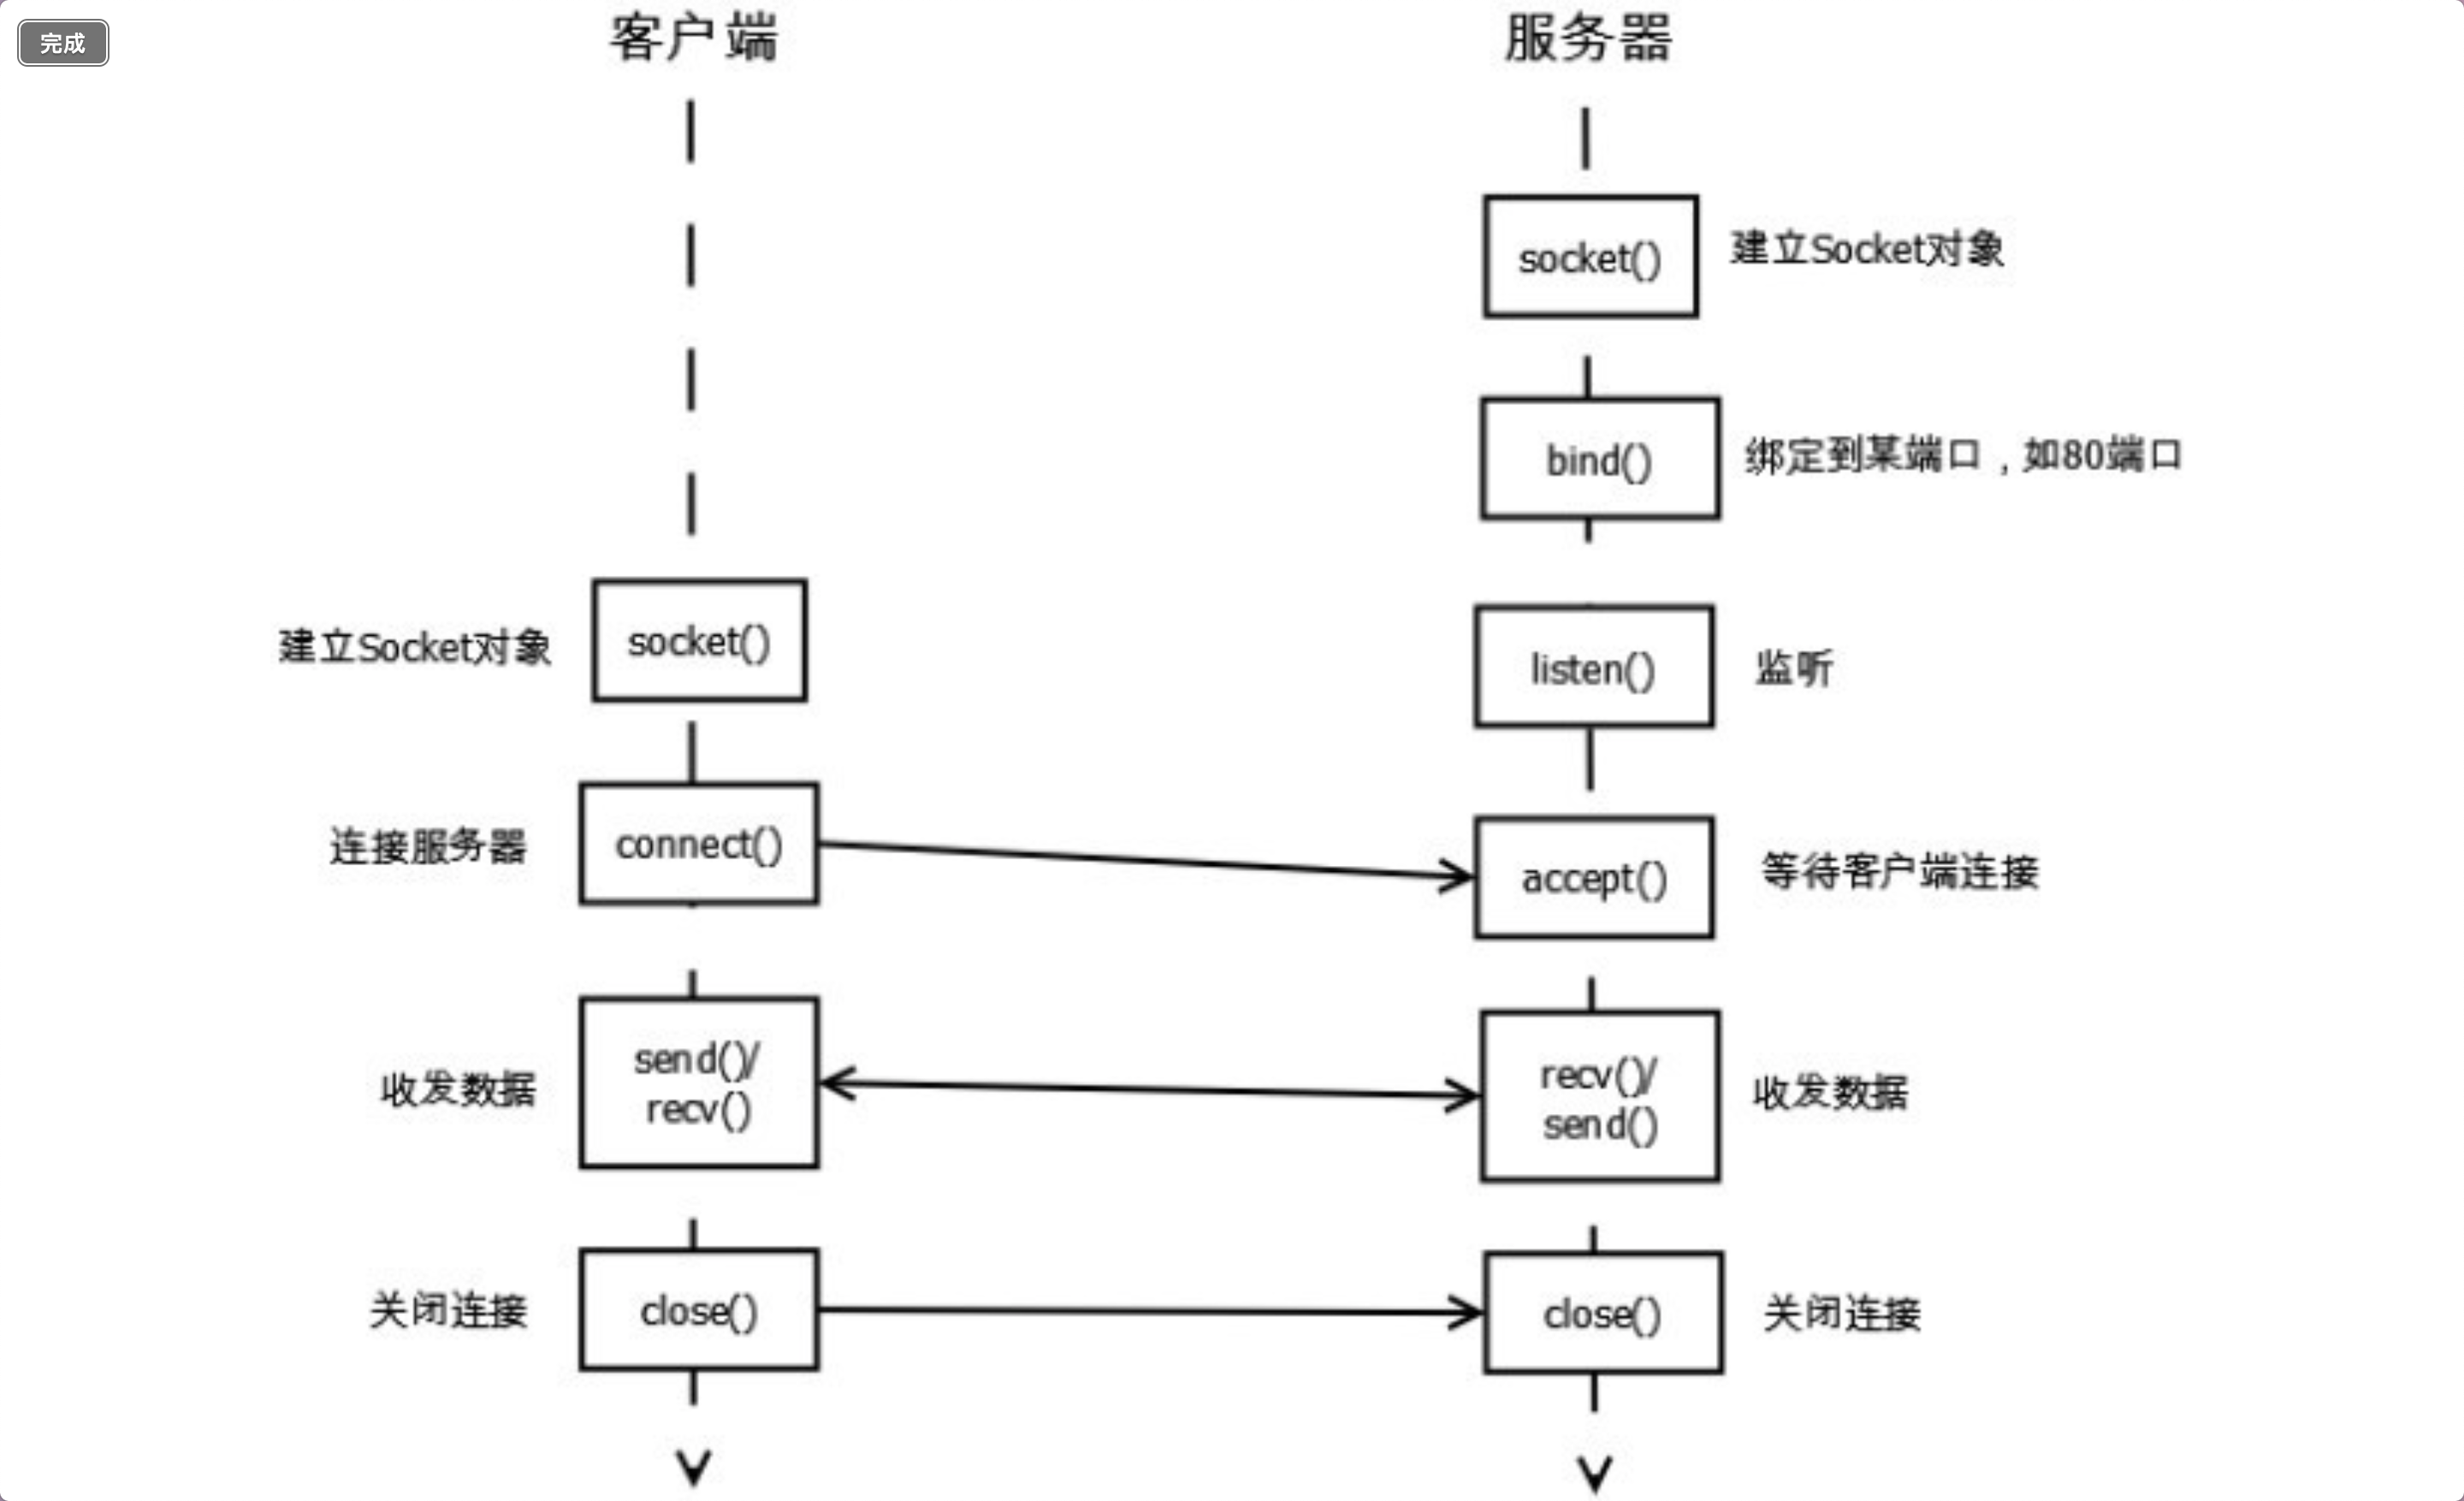 完成
客户端
服务器
socket()
建立Socket对象
bind()
绑定到某端口，如80端口
建立Socket对象
socket()
listen()
监听
连接服务器
connect()
accept()
等待客户端连接
收发数据
send()/
recv()
recv()/
send()
收发数据
关闭连接
close()
close()
关闭连接